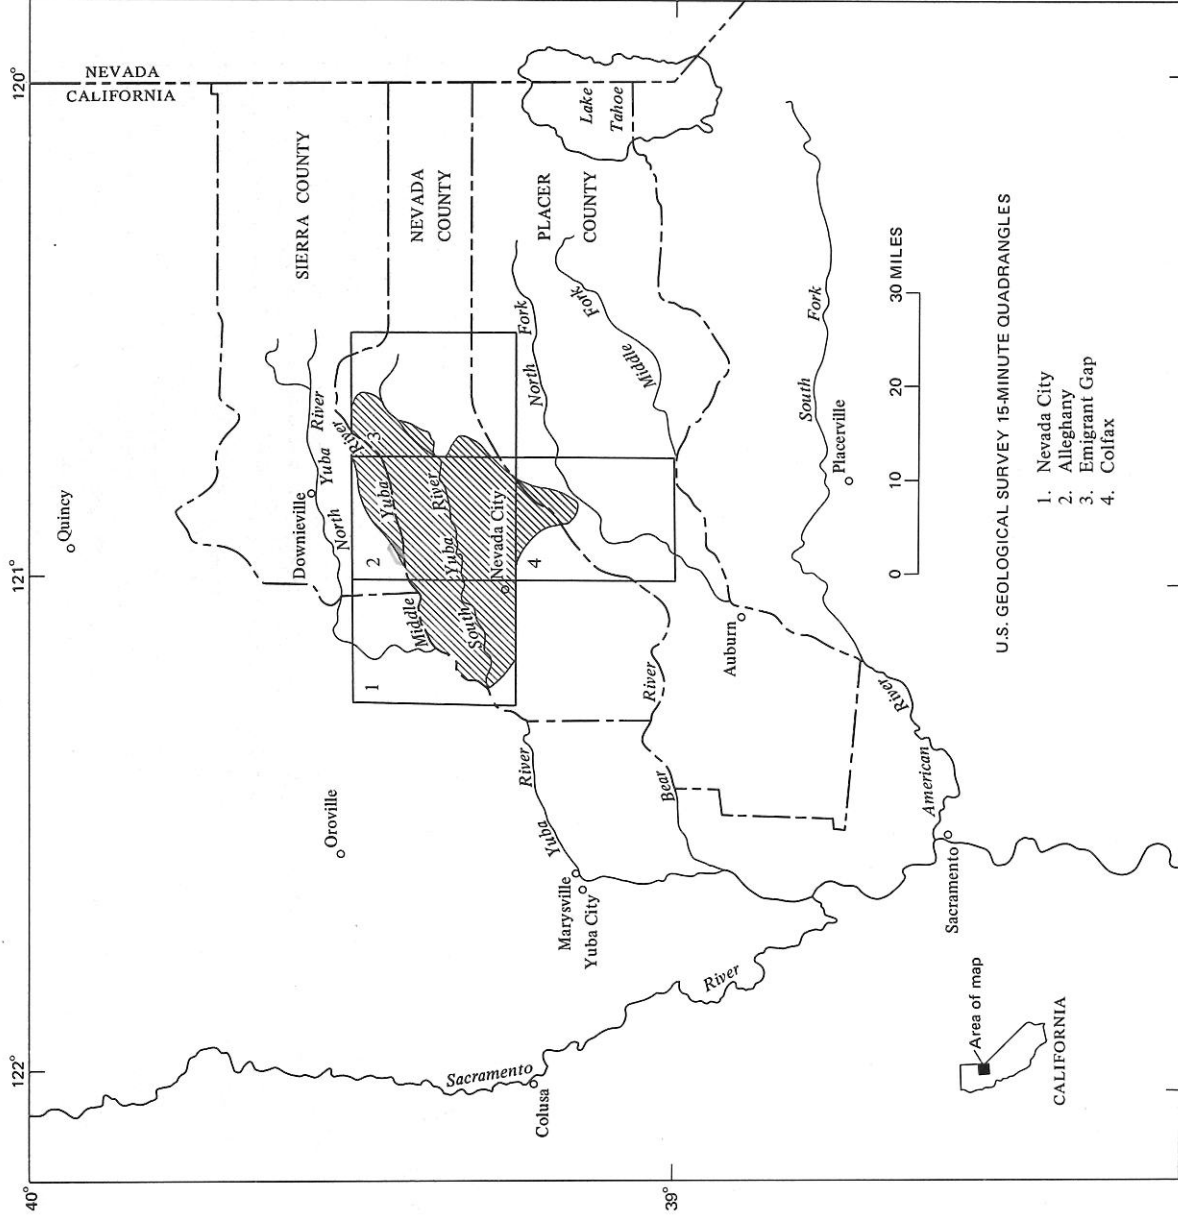 40°
39°
122°
121°
120°
NEVADA
CALIFORNIA
Quincy
SIERRA COUNTY
NEVADA
COUNTY
PLACER
COUNTY
Lake
Tahoe
Downieville
North
Yuba
River
Oroville
1
2
3
4
Middle
Yuba
River
South
Yuba
River
Nevada City
North
Fork
Middle
Fork
Yuba
River
Marysville
Yuba City
Bear
River
Auburn
South
Fork
Placerville
American
River
Sacramento
Sacramento
River
Colusa
0
10
20
30 MILES
U.S. GEOLOGICAL SURVEY 15-MINUTE QUADRANGLES
1. Nevada City
2. Alleghany
3. Emigrant Gap
4. Colfax
Area of map
CALIFORNIA